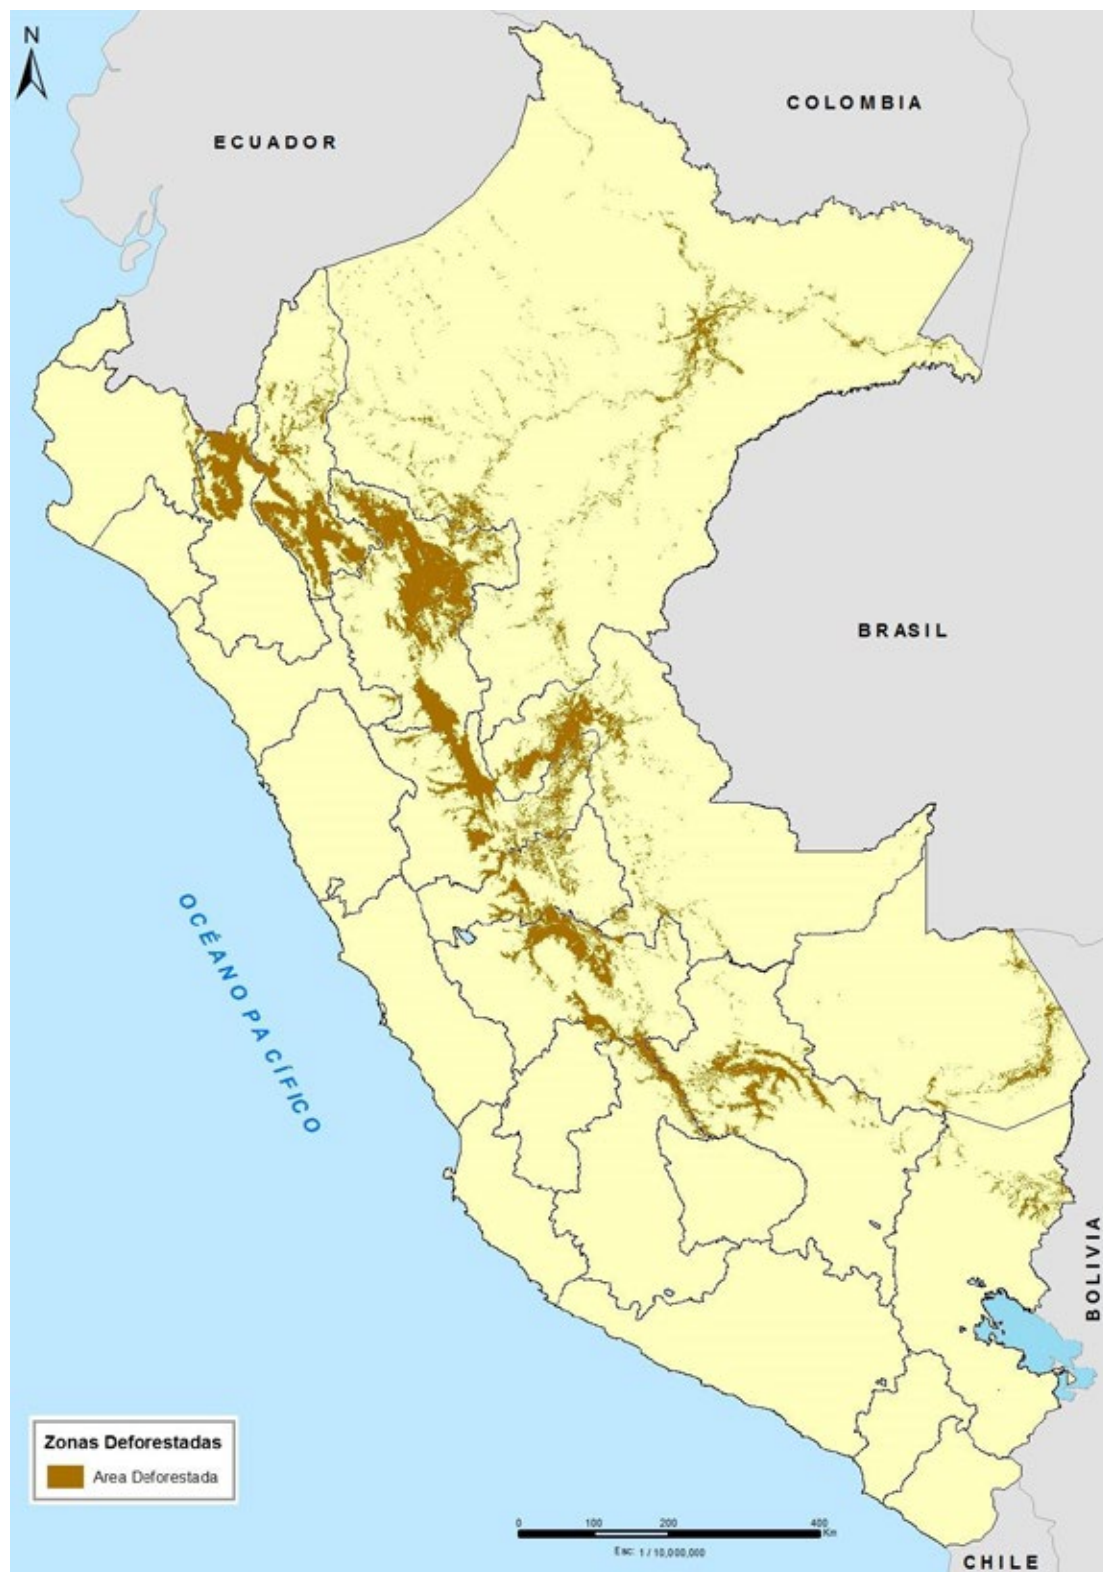 N
COLOMBIA
ECUADOR
BRASIL
OCÉANO PACÍFICO
BOLIVIA
Zonas Deforestadas
Area Deforestada
0 100 200 400
Km
Esc: 1 / 10,000,000
CHILE